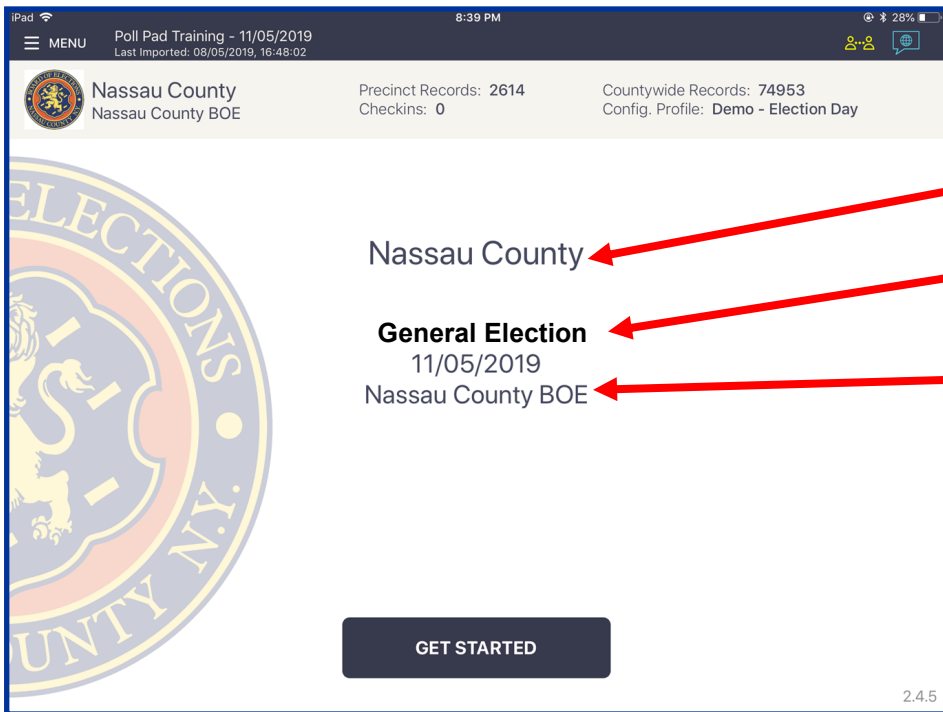 iPad 8:39 PM 28%
MENU Poll Pad Training - 11/05/2019
Last Imported: 08/05/2019, 16:48:02
Nassau County
Nassau County BOE
Precinct Records: 2614
Checkins: 0
Countywide Records: 74953
Config. Profile: Demo - Election Day
ELECTIONS
COUNTY N.Y.
Nassau County
General Election
11/05/2019
Nassau County BOE
GET STARTED
2.4.5